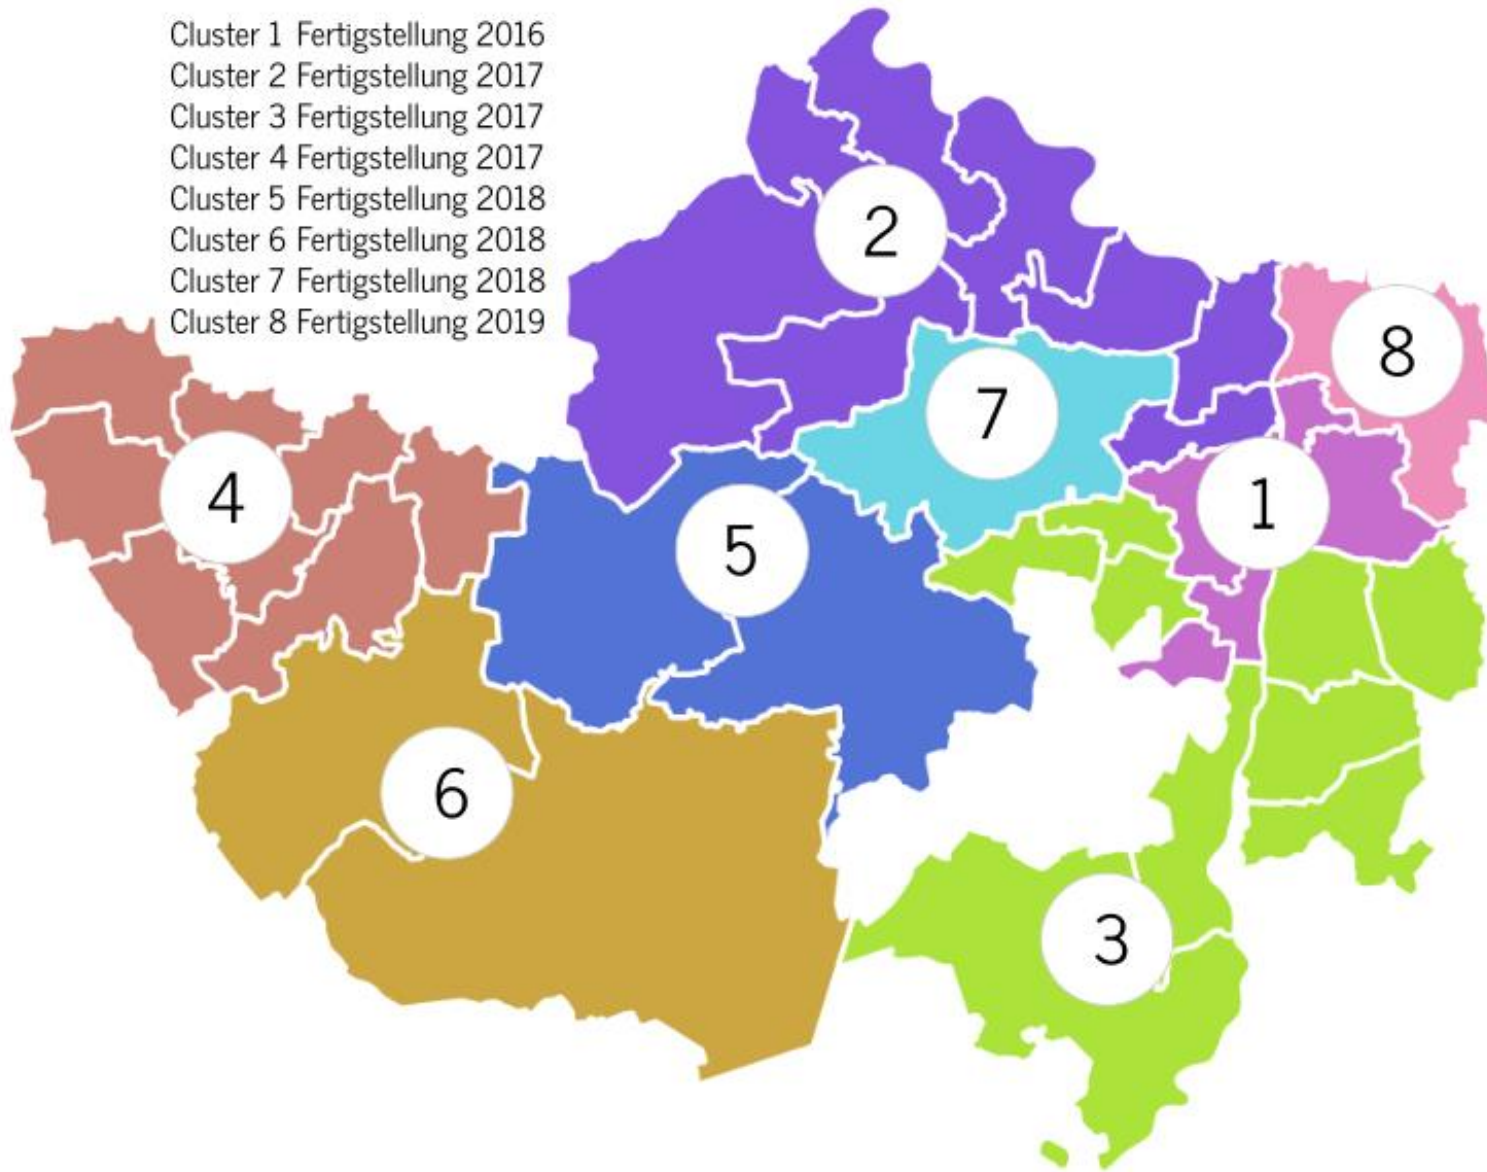 Cluster 1 Fertigstellung 2016
Cluster 2 Fertigstellung 2017
Cluster 3 Fertigstellung 2017
Cluster 4 Fertigstellung 2017
Cluster 5 Fertigstellung 2018
Cluster 6 Fertigstellung 2018
Cluster 7 Fertigstellung 2018
Cluster 8 Fertigstellung 2019
2
8
7
4
1
5
6
3